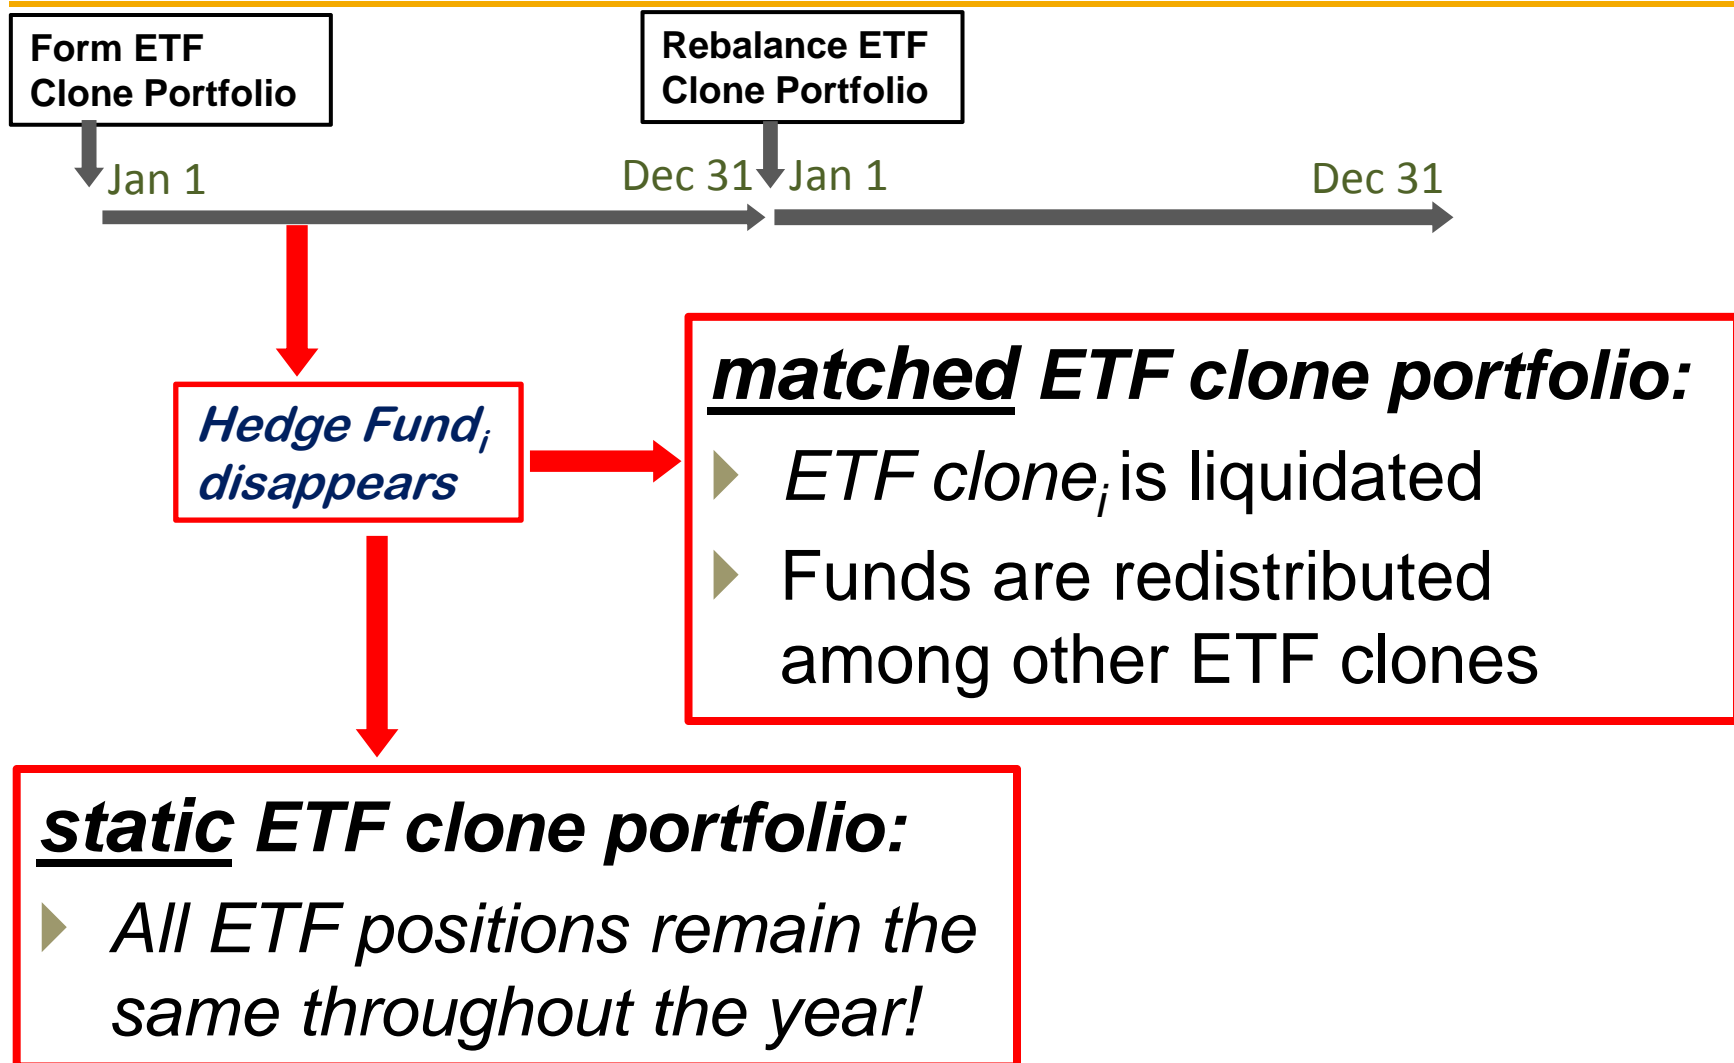 Form ETF
Clone Portfolio
Rebalance ETF
Clone Portfolio
Jan 1
Dec 31
Jan 1
Dec 31
Hedge Fundi
disappears
matched ETF clone portfolio:
ETF clonei is liquidated
Funds are redistributed
among other ETF clones
static ETF clone portfolio:
All ETF positions remain the
same throughout the year!